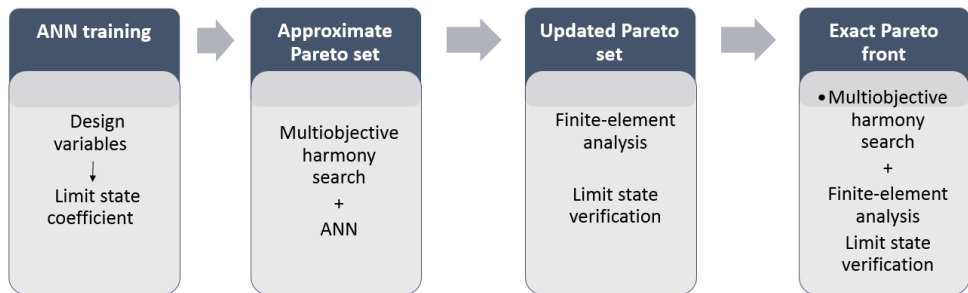 ANN training
Design
variables
Limit state
coefficient
Approximate
Pareto set
Multiobjective
harmony
search
+
ANN
Updated Pareto
set
Finite-element
analysis
Limit state
verification
Exact Pareto
front
•Multiobjective
harmony
search
+
Finite-element
analysis
Limit state
verification